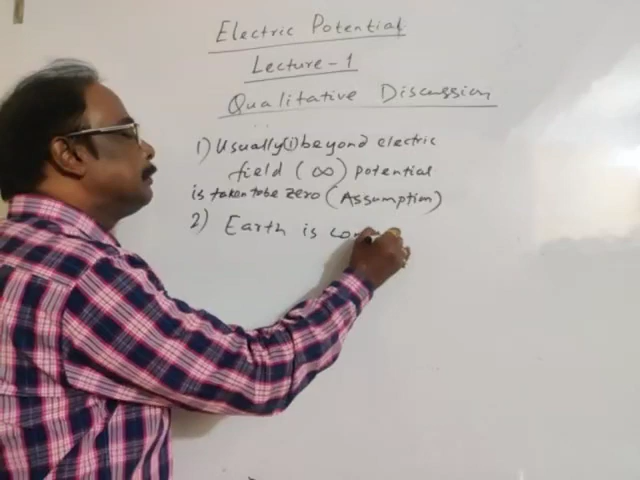 Electric Potential
Lecture-1
Qualitative Discussion
1) Usually(i) beyond electric
field (∞) potential
is taken to be zero (Assumption)
2) Earth is con